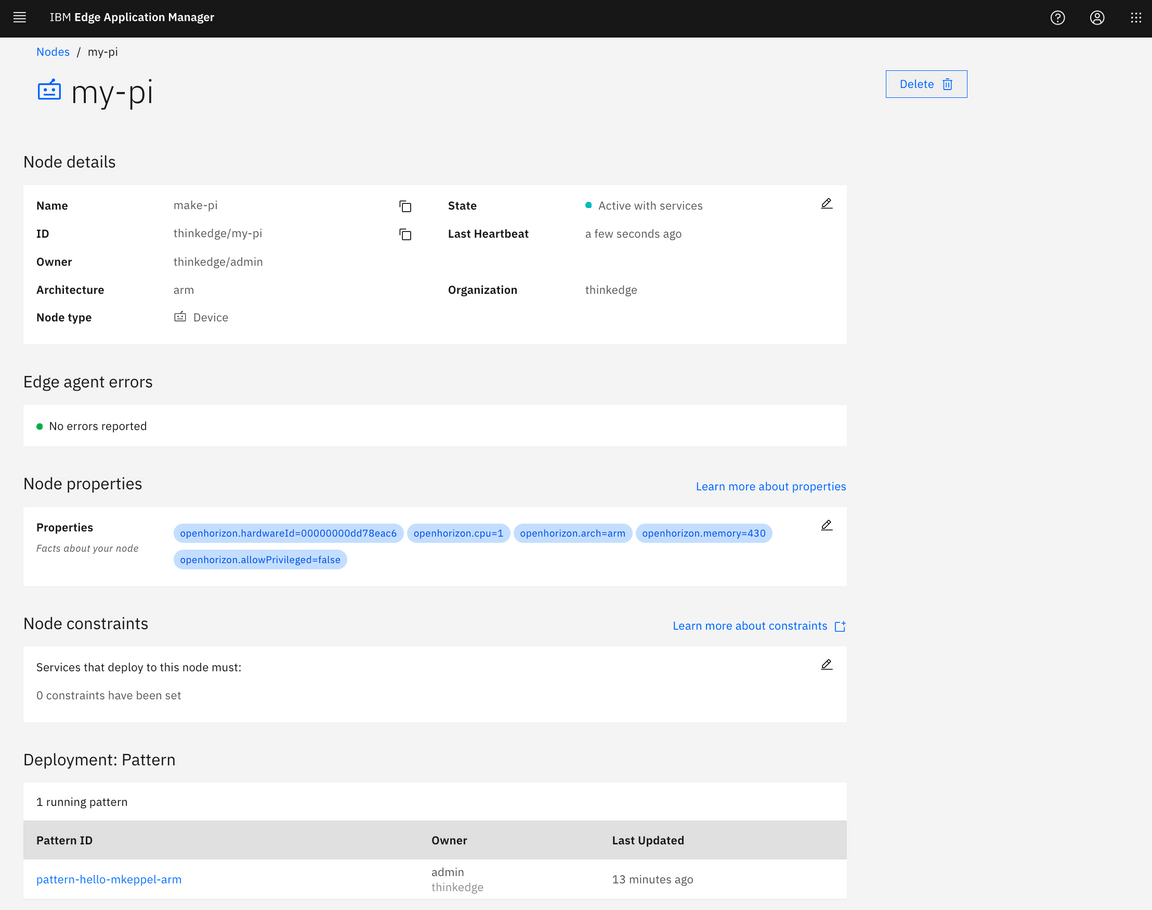 IBM Edge Application Manager
Nodes / my-pi
my-pi
Delete
Node details
Name make-pi State Active with services
ID thinkedge/my-pi Last Heartbeat a few seconds ago
Owner thinkedge/admin
Architecture arm Organization thinkedge
Node type Device
Edge agent errors
No errors reported
Node properties Learn more about properties
Properties openhorizon.hardwareId=00000000dd78eac6 openhorizon.cpu=1 openhorizon.arch=arm openhorizon.memory=430
Facts about your node
openhorizon.allowPrivileged=false
Node constraints Learn more about constraints
Services that deploy to this node must:
0 constraints have been set
Deployment: Pattern
1 running pattern
Pattern ID Owner Last Updated
pattern-hello-mkeppel-arm admin 13 minutes ago
thinkedge